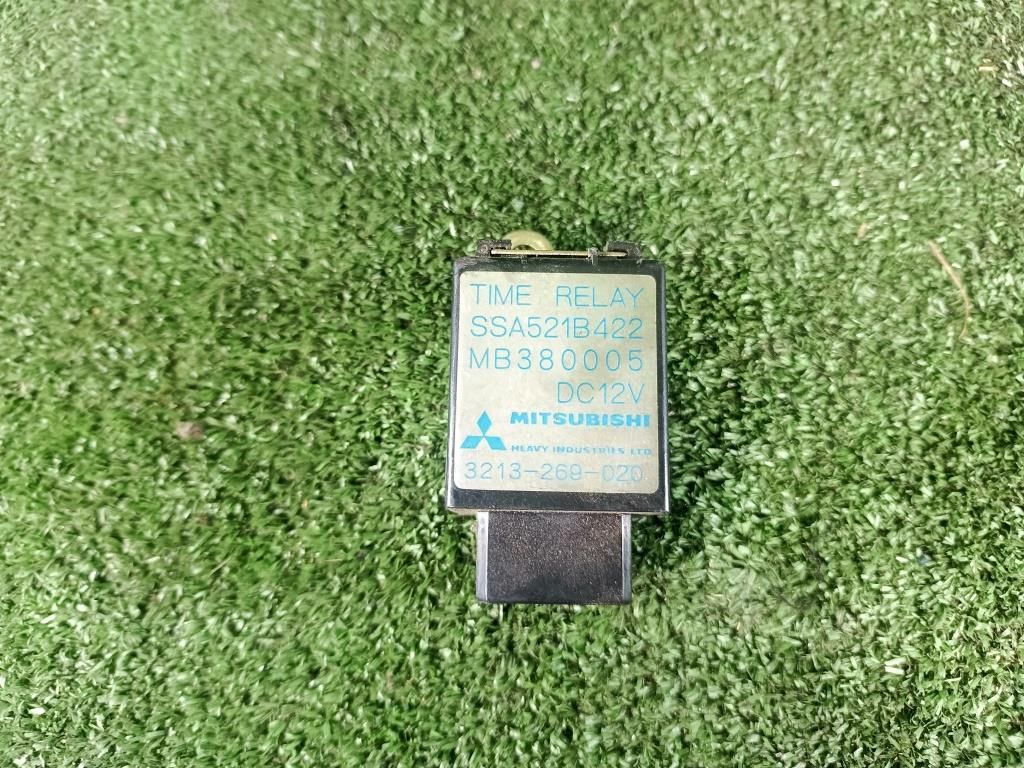 TIME RELAY
SSA521B422
MB380005
DC12V
MITSUBISHI
HEAVY INDUSTRIES, LTD.
3213-269-020